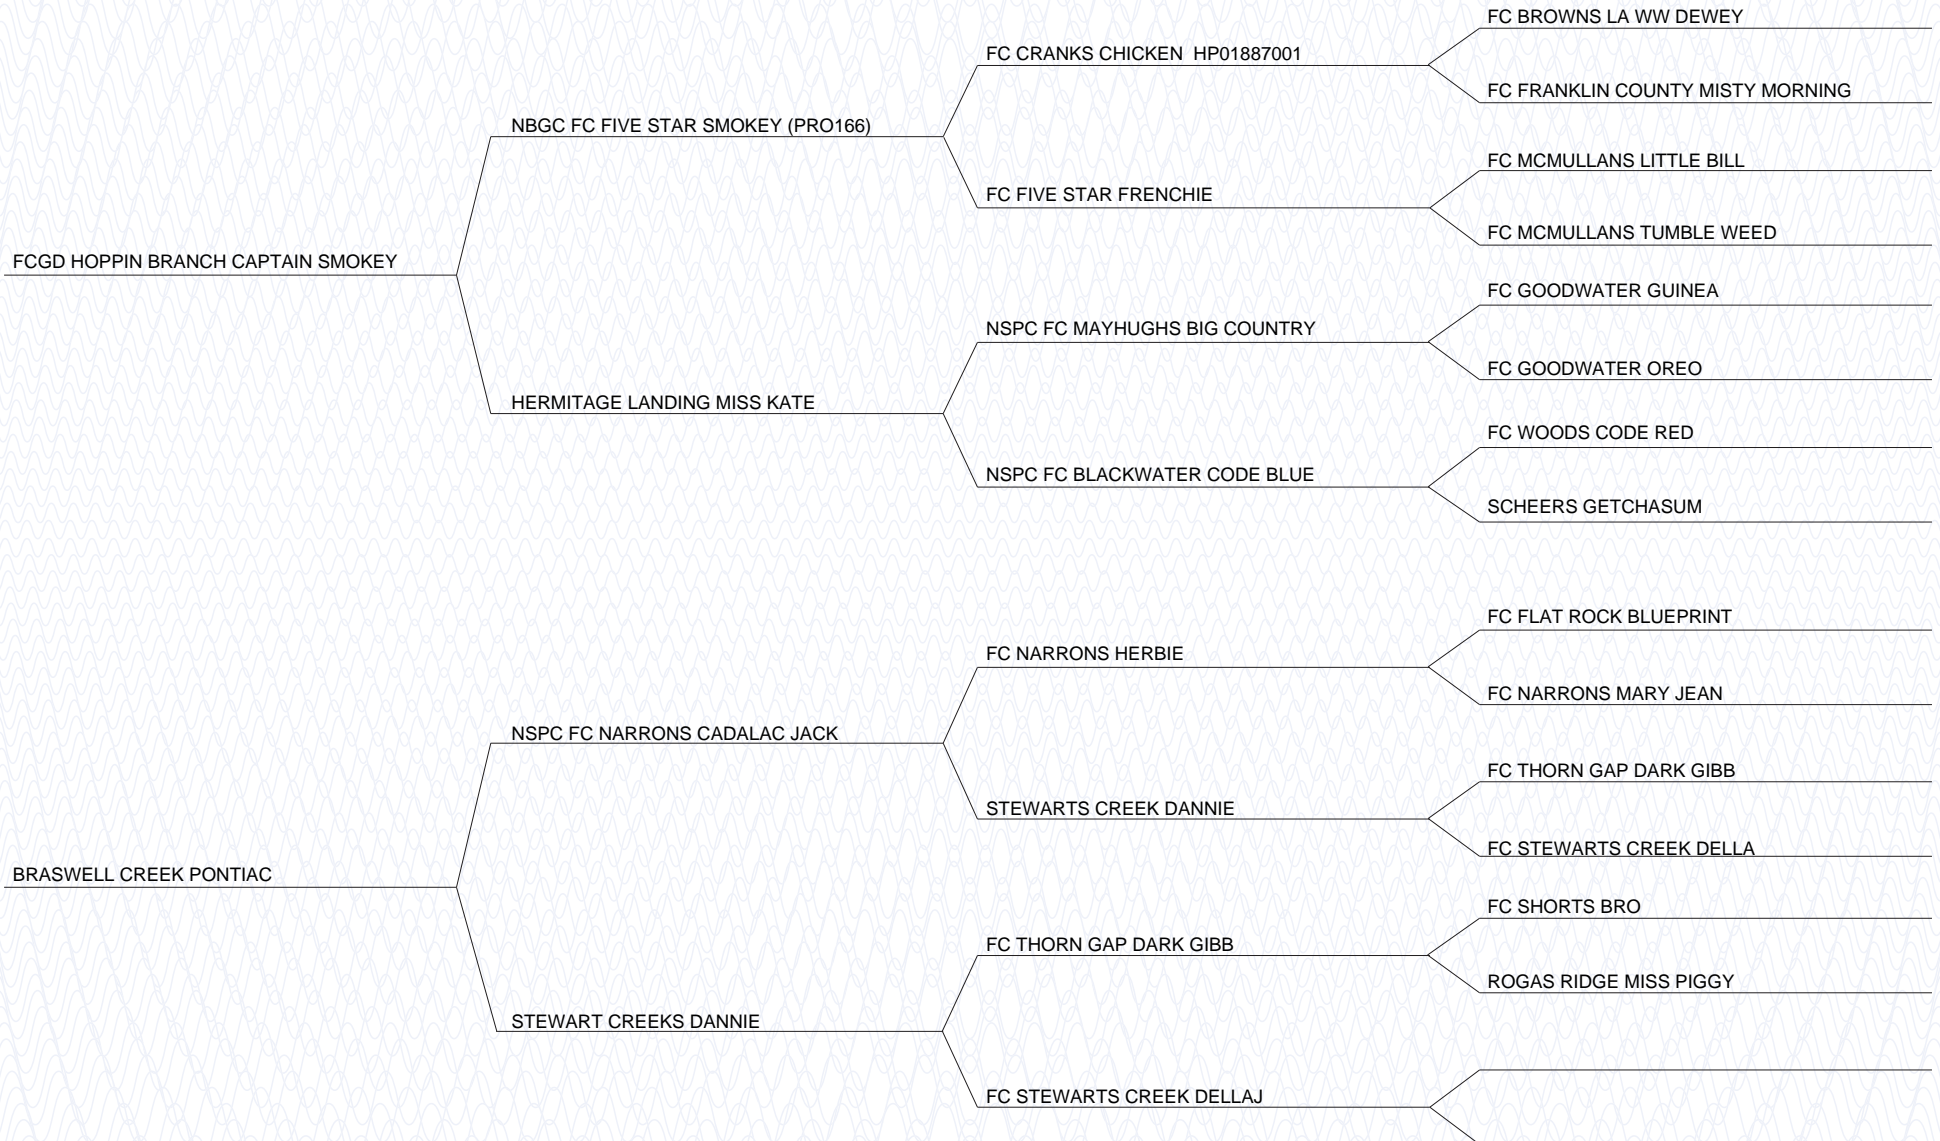 FC BROWNS LA WW DEWEY
FC CRANKS CHICKEN  HP01887001
FC FRANKLIN COUNTY MISTY MORNING
NBGC FC FIVE STAR SMOKEY (PRO166)
FC MCMULLANS LITTLE BILL
FC FIVE STAR FRENCHIE
FC MCMULLANS TUMBLE WEED
FCGD HOPPIN BRANCH CAPTAIN SMOKEY
FC GOODWATER GUINEA
NSPC FC MAYHUGHS BIG COUNTRY
FC GOODWATER OREO
HERMITAGE LANDING MISS KATE
FC WOODS CODE RED
NSPC FC BLACKWATER CODE BLUE
SCHEERS GETCHASUM
FC FLAT ROCK BLUEPRINT
FC NARRONS HERBIE
FC NARRONS MARY JEAN
NSPC FC NARRONS CADALAC JACK
FC THORN GAP DARK GIBB
STEWARTS CREEK DANNIE
FC STEWARTS CREEK DELLA
BRASWELL CREEK PONTIAC
FC SHORTS BRO
FC THORN GAP DARK GIBB
ROGAS RIDGE MISS PIGGY
STEWART CREEKS DANNIE
FC STEWARTS CREEK DELLAJ